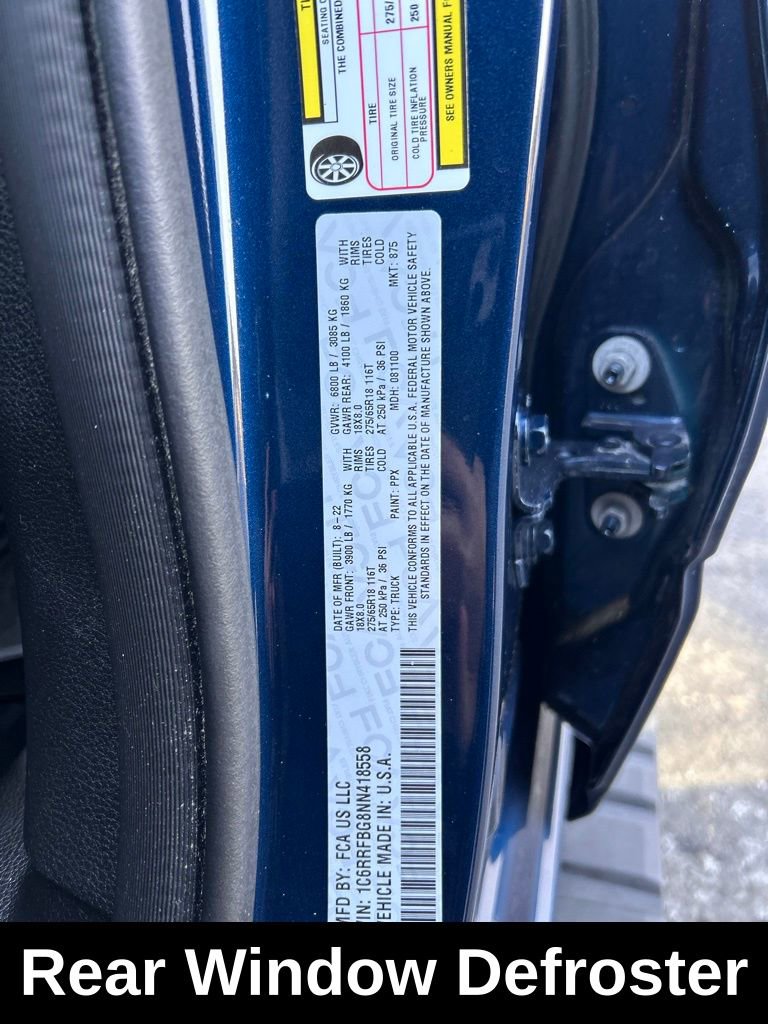 SEATING C
THE COMBINED
TIRE 275/
ORIGINAL TIRE SIZE
COLD TIRE INFLATION
PRESSURE
250
SEE OWNERS MANUAL FO
MFD BY: FCA US LLC
VIN: 1C6RRFBG8NN418558
VEHICLE MADE IN: U.S.A.
DATE OF MFR (BUILT): 8-22 GVWR: 6800 LB / 3085 KG
GAWR FRONT: 3900 LB / 1770 KG WITH GAWR REAR: 4100 LB / 1860 KG WITH
18X8.0 RIMS 18X8.0 RIMS
275/65R18 116T TIRES 275/65R18 116T TIRES
AT 250 kPa / 36 PSI COLD AT 250 kPa / 36 PSI COLD
TYPE: TRUCK PAINT: PPX MDH: 081100 MKT: 875
THIS VEHICLE CONFORMS TO ALL APPLICABLE U.S.A. FEDERAL MOTOR VEHICLE SAFETY
STANDARDS IN EFFECT ON THE DATE OF MANUFACTURE SHOWN ABOVE.
Rear Window Defroster